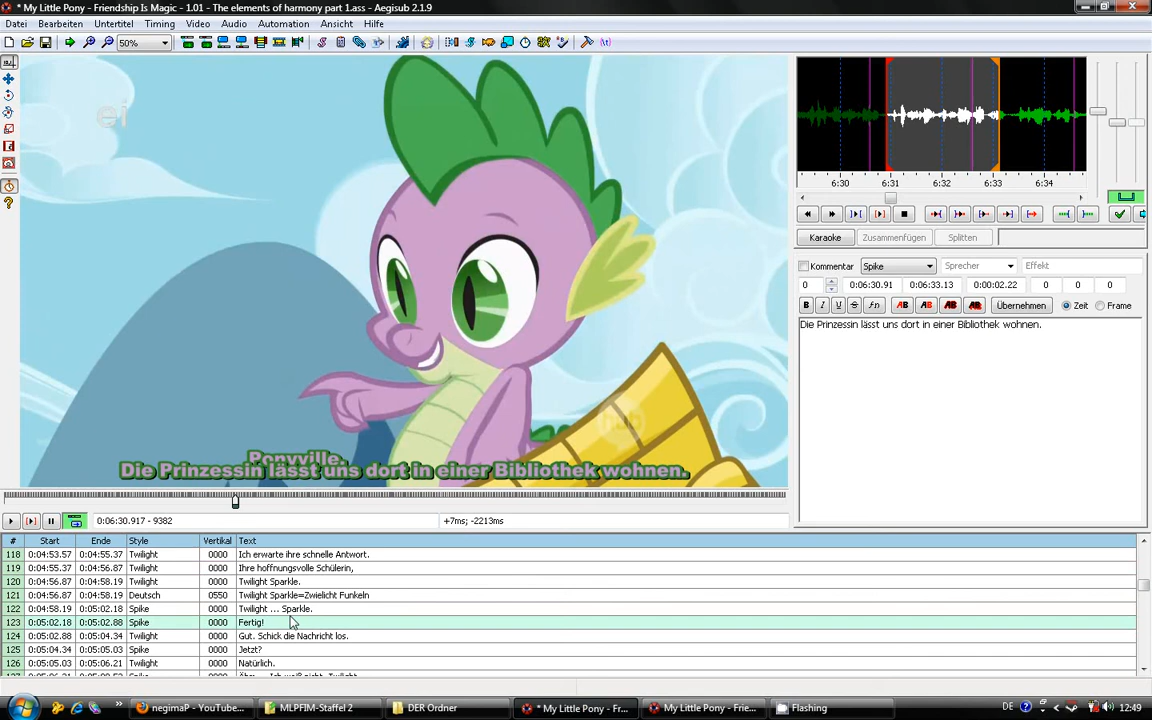 * My Little Pony - Friendship Is Magic - 1.01 - The elements of harmony part 1.ass - Aegisub 2.1.9
Datei Bearbeiten Untertitel Timing Video Audio Automation Ansicht Hilfe
50%
6:30 6:31 6:32 6:33 6:34
Karaoke Zusammenfügen Splitten
Kommentar Spike Sprecher Effekt
0 0:06:30.91 0:06:33.13 0:00:02.22 0 0 0
B I U S fn AB AB AB AB Übernehmen Zeit Frame
Die Prinzessin lässt uns dort in einer Bibliothek wohnen.
ei
hub
Ponyville.
Die Prinzessin lässt uns dort in einer Bibliothek wohnen.
0:06:30.917 - 9382 +7ms; -2213ms
# Start Ende Style Vertikal Text
118 0:04:53.57 0:04:55.37 Twilight 0000 Ich erwarte ihre schnelle Antwort.
119 0:04:55.37 0:04:56.87 Twilight 0000 Ihre hoffnungsvolle Schülerin,
120 0:04:56.87 0:04:58.19 Twilight 0000 Twilight Sparkle.
121 0:04:56.87 0:04:58.19 Deutsch 0550 Twilight Sparkle=Zwielicht Funkeln
122 0:04:58.19 0:05:02.18 Spike 0000 Twilight ... Sparkle.
123 0:05:02.18 0:05:02.88 Spike 0000 Fertig!
124 0:05:02.88 0:05:04.34 Twilight 0000 Gut. Schick die Nachricht los.
125 0:05:04.34 0:05:05.03 Spike 0000 Jetzt?
126 0:05:05.03 0:05:06.21 Twilight 0000 Natürlich.
negimaP - YouTube... MLPFIM-Staffel 2 DER Ordner * My Little Pony - Fr... My Little Pony - Frie... Flashing DE 12:49